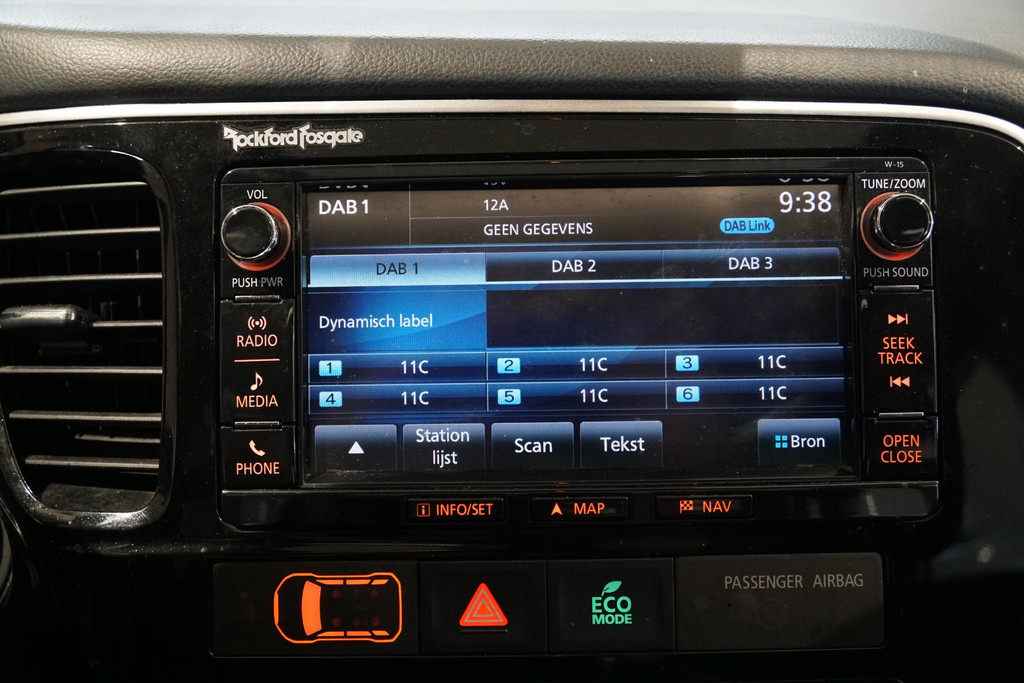 Rockford Fosgate
W-15
VOL
TUNE/ZOOM
DAB 1
12A
9:38
GEEN GEGEVENS
DAB Link
PUSH PWR
PUSH SOUND
DAB 1
DAB 2
DAB 3
RADIO
MEDIA
PHONE
Dynamisch label
1 11C
2 11C
3 11C
4 11C
5 11C
6 11C
Station
lijst
Scan
Tekst
Bron
SEEK
TRACK
OPEN
CLOSE
i INFO/SET
MAP
NAV
ECO
MODE
PASSENGER AIRBAG